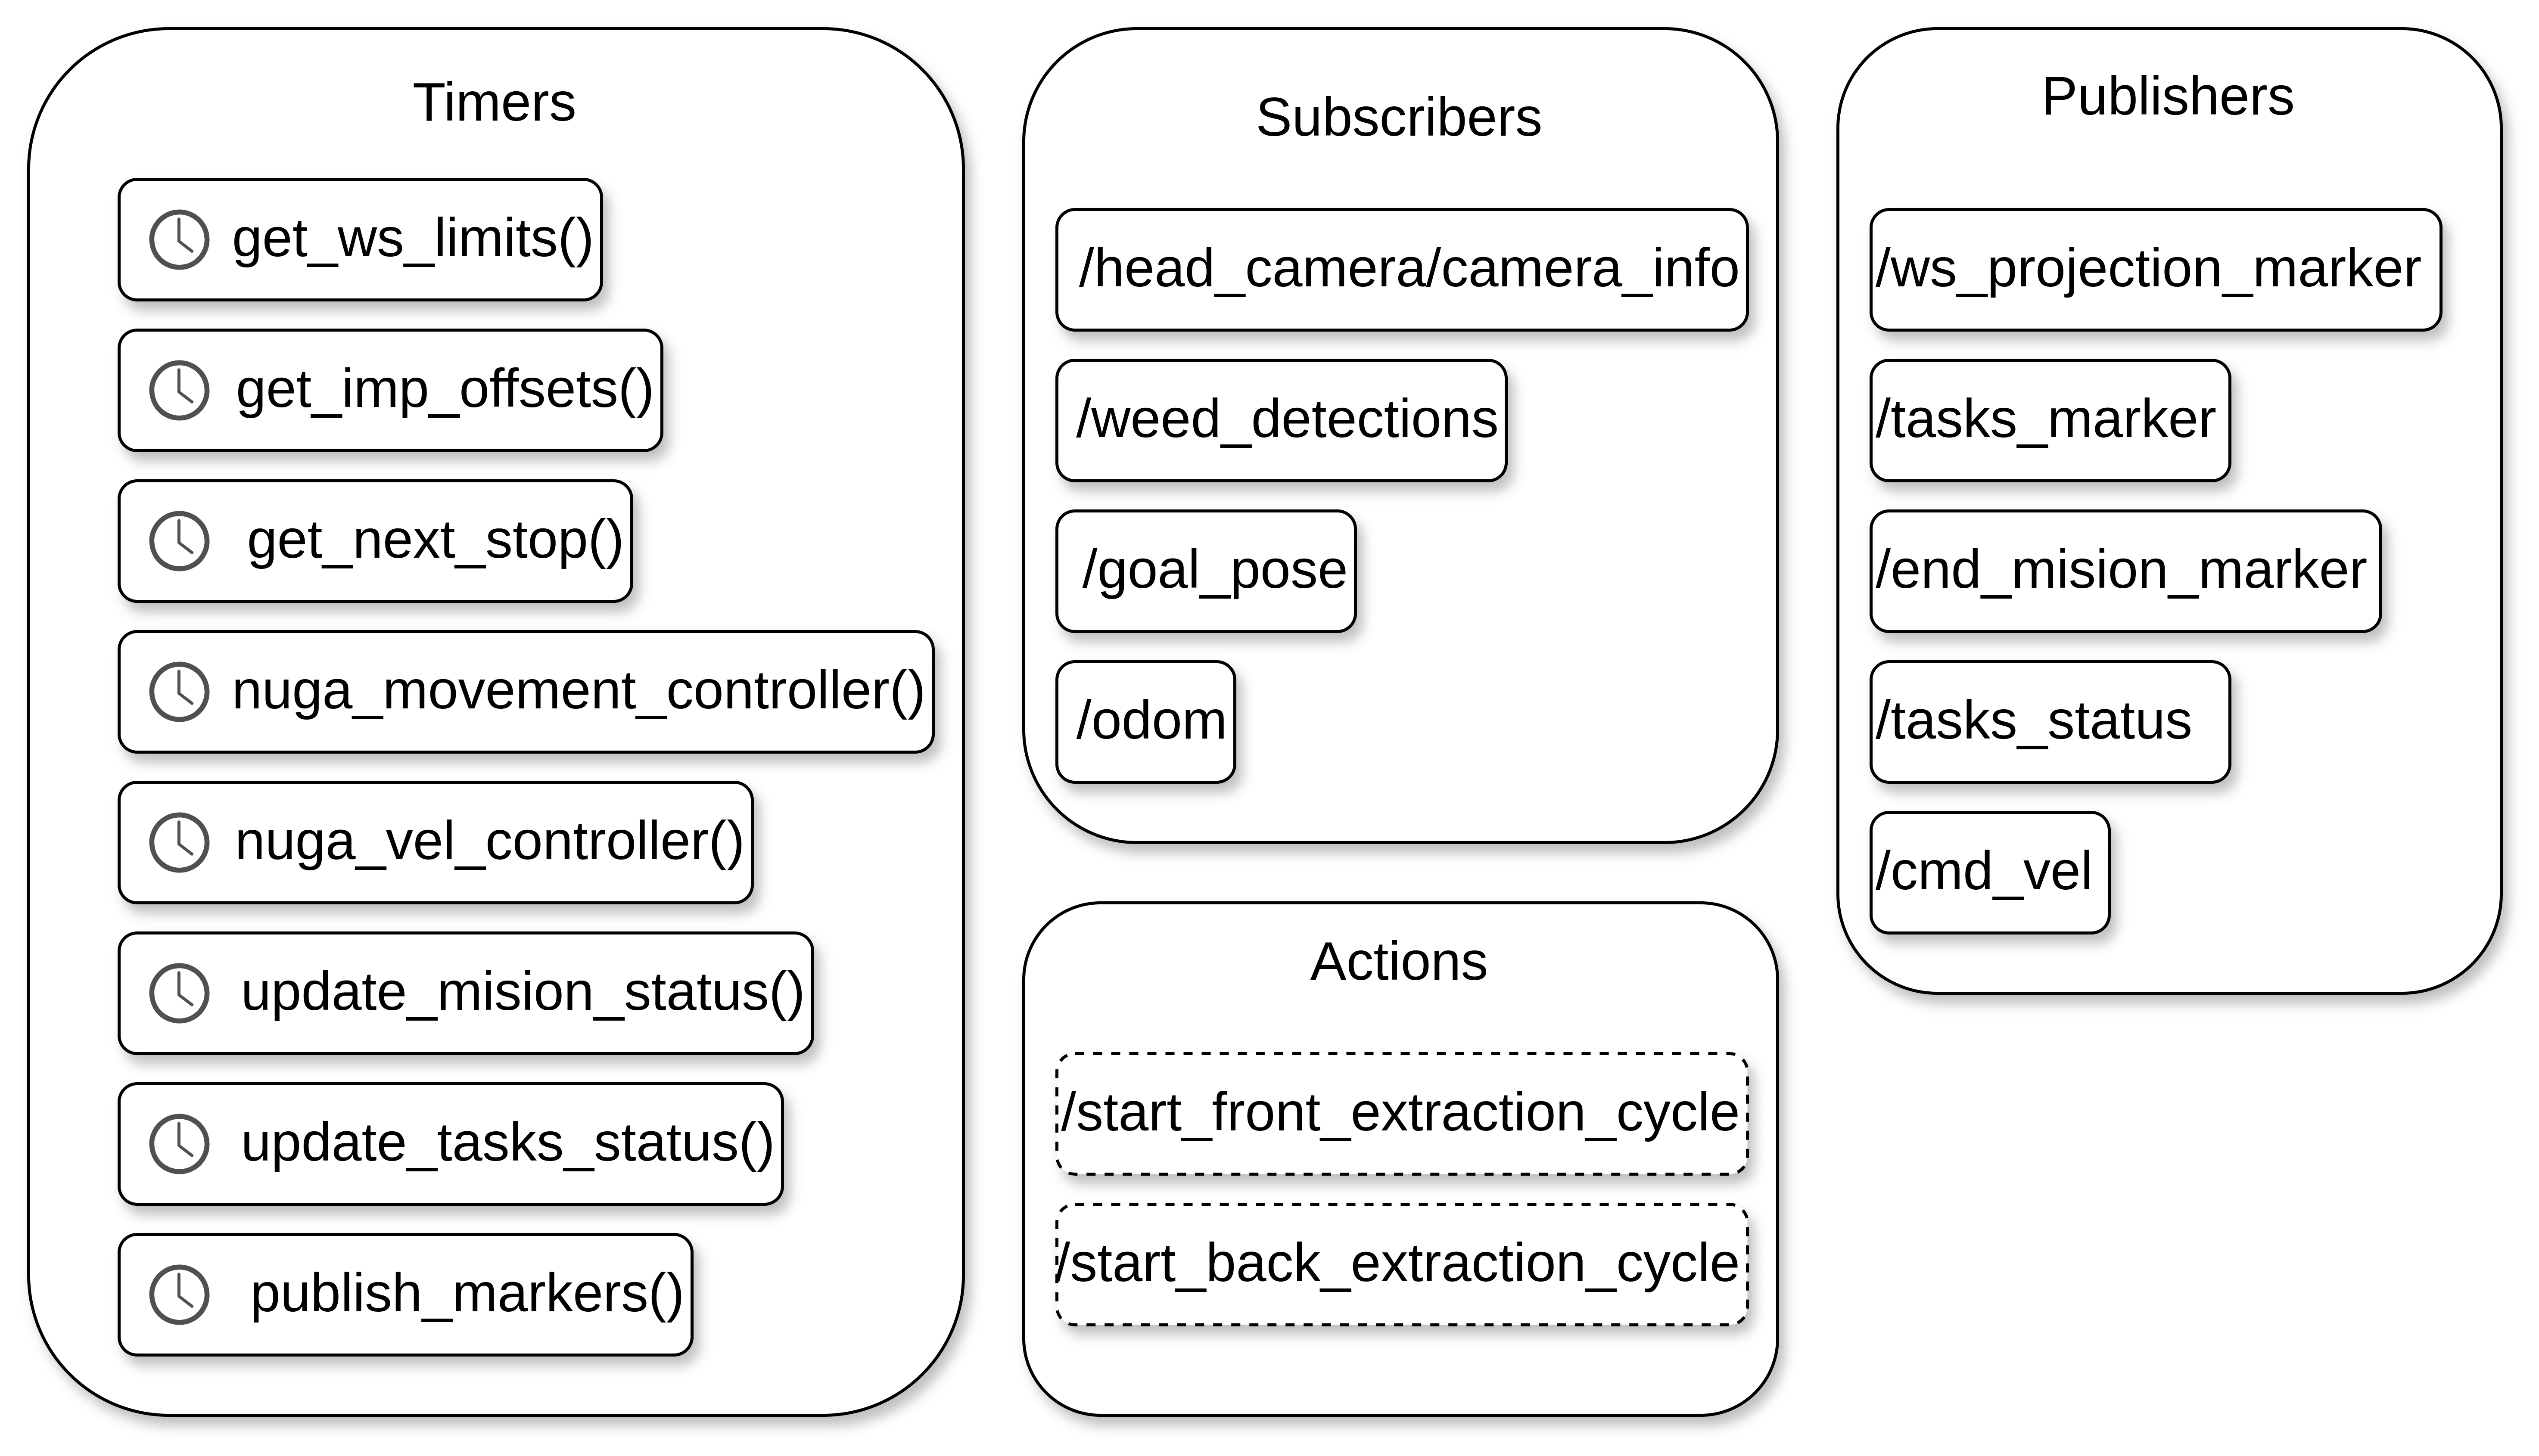 Timers
get_ws_limits()
get_imp_offsets()
get_next_stop()
nuga_movement_controller()
nuga_vel_controller()
update_mision_status()
update_tasks_status()
publish_markers()
Subscribers
/head_camera/camera_info
/weed_detections
/goal_pose
/odom
Actions
/start_front_extraction_cycle
/start_back_extraction_cycle
Publishers
/ws_projection_marker
/tasks_marker
/end_mision_marker
/tasks_status
/cmd_vel